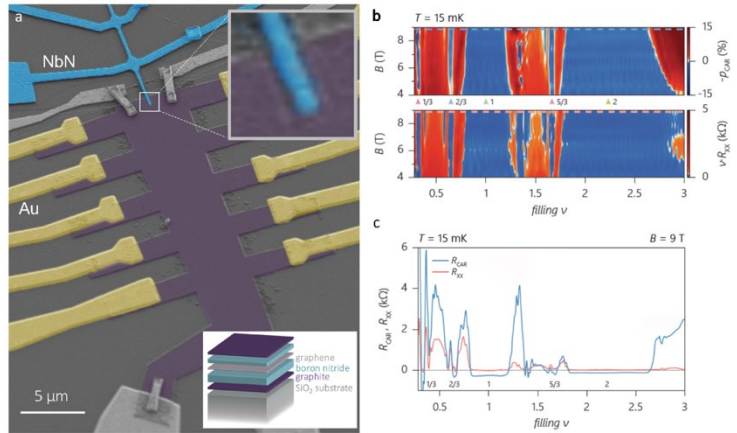 a
NbN
Au
5 μm
graphene
boron nitride
graphite
SiO₂ substrate
b
T = 15 mK
B (T)
8
6
4
15
0
-15
-pCAR (%)
1/3
2/3
1
5/3
2
B (T)
8
6
4
5
0
ν·RXX (kΩ)
0.5
1
1.5
2
2.5
3
filling ν
c
T = 15 mK
B = 9 T
RCAR
RXX
RCAR, RXX (kΩ)
6
4
2
0
1/3
2/3
1
5/3
2
0.5
1
1.5
2
2.5
3
filling ν